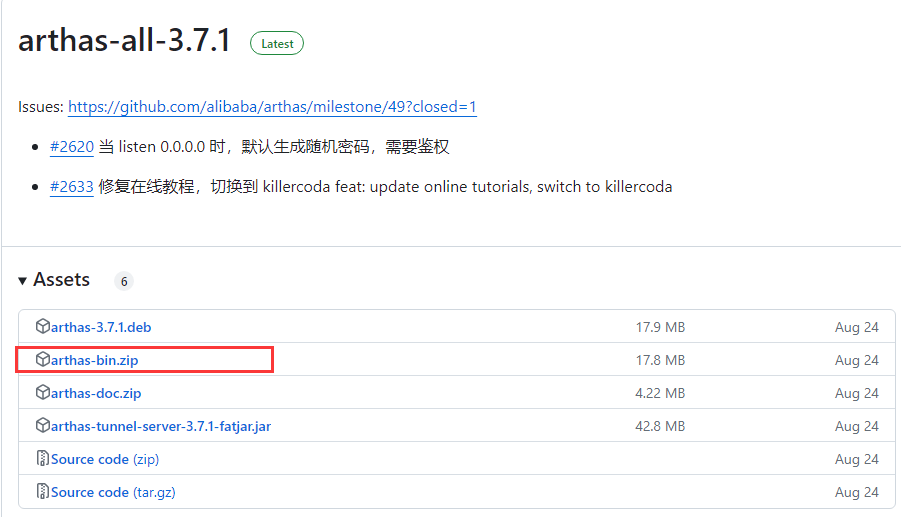 arthas-all-3.7.1 Latest
Issues: https://github.com/alibaba/arthas/milestone/49?closed=1
#2620 当 listen 0.0.0.0 时，默认生成随机密码，需要鉴权
#2633 修复在线教程，切换到 killercoda feat: update online tutorials, switch to killercoda
Assets 6
arthas-3.7.1.deb 17.9 MB Aug 24
arthas-bin.zip 17.8 MB Aug 24
arthas-doc.zip 4.22 MB Aug 24
arthas-tunnel-server-3.7.1-fatjar.jar 42.8 MB Aug 24
Source code (zip) Aug 24
Source code (tar.gz) Aug 24